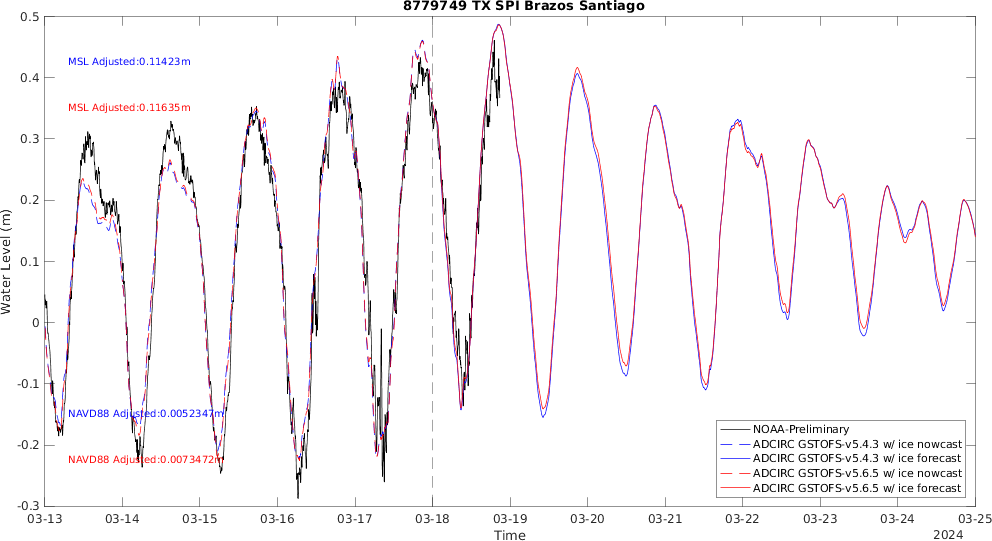 8779749 TX SPI Brazos Santiago
Water Level (m)
0.5
0.4
0.3
0.2
0.1
0
-0.1
-0.2
-0.3
MSL Adjusted:0.11423m
MSL Adjusted:0.11635m
NAVD88 Adjusted:0.0052347m
NAVD88 Adjusted:0.0073472m
NOAA-Preliminary
ADCIRC GSTOFS-v5.4.3 w/ ice nowcast
ADCIRC GSTOFS-v5.4.3 w/ ice forecast
ADCIRC GSTOFS-v5.6.5 w/ ice nowcast
ADCIRC GSTOFS-v5.6.5 w/ ice forecast
03-13 03-14 03-15 03-16 03-17 03-18 03-19 03-20 03-21 03-22 03-23 03-24 03-25
Time
2024